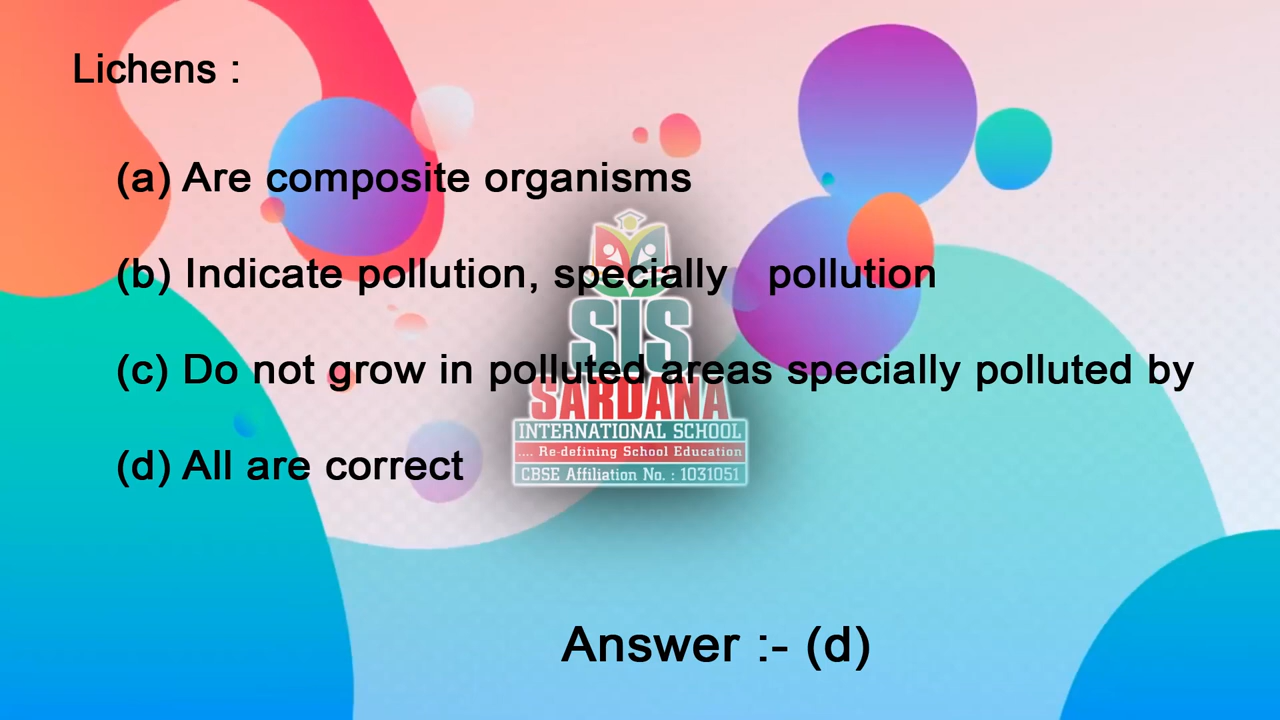 Lichens :
(a) Are composite organisms
(b) Indicate pollution, specially pollution
(c) Do not grow in polluted areas specially polluted by
(d) All are correct
SIS
SARDANA
INTERNATIONAL SCHOOL
.... Re-defining School Education
CBSE Affiliation No. : 1031051
Answer :- (d)